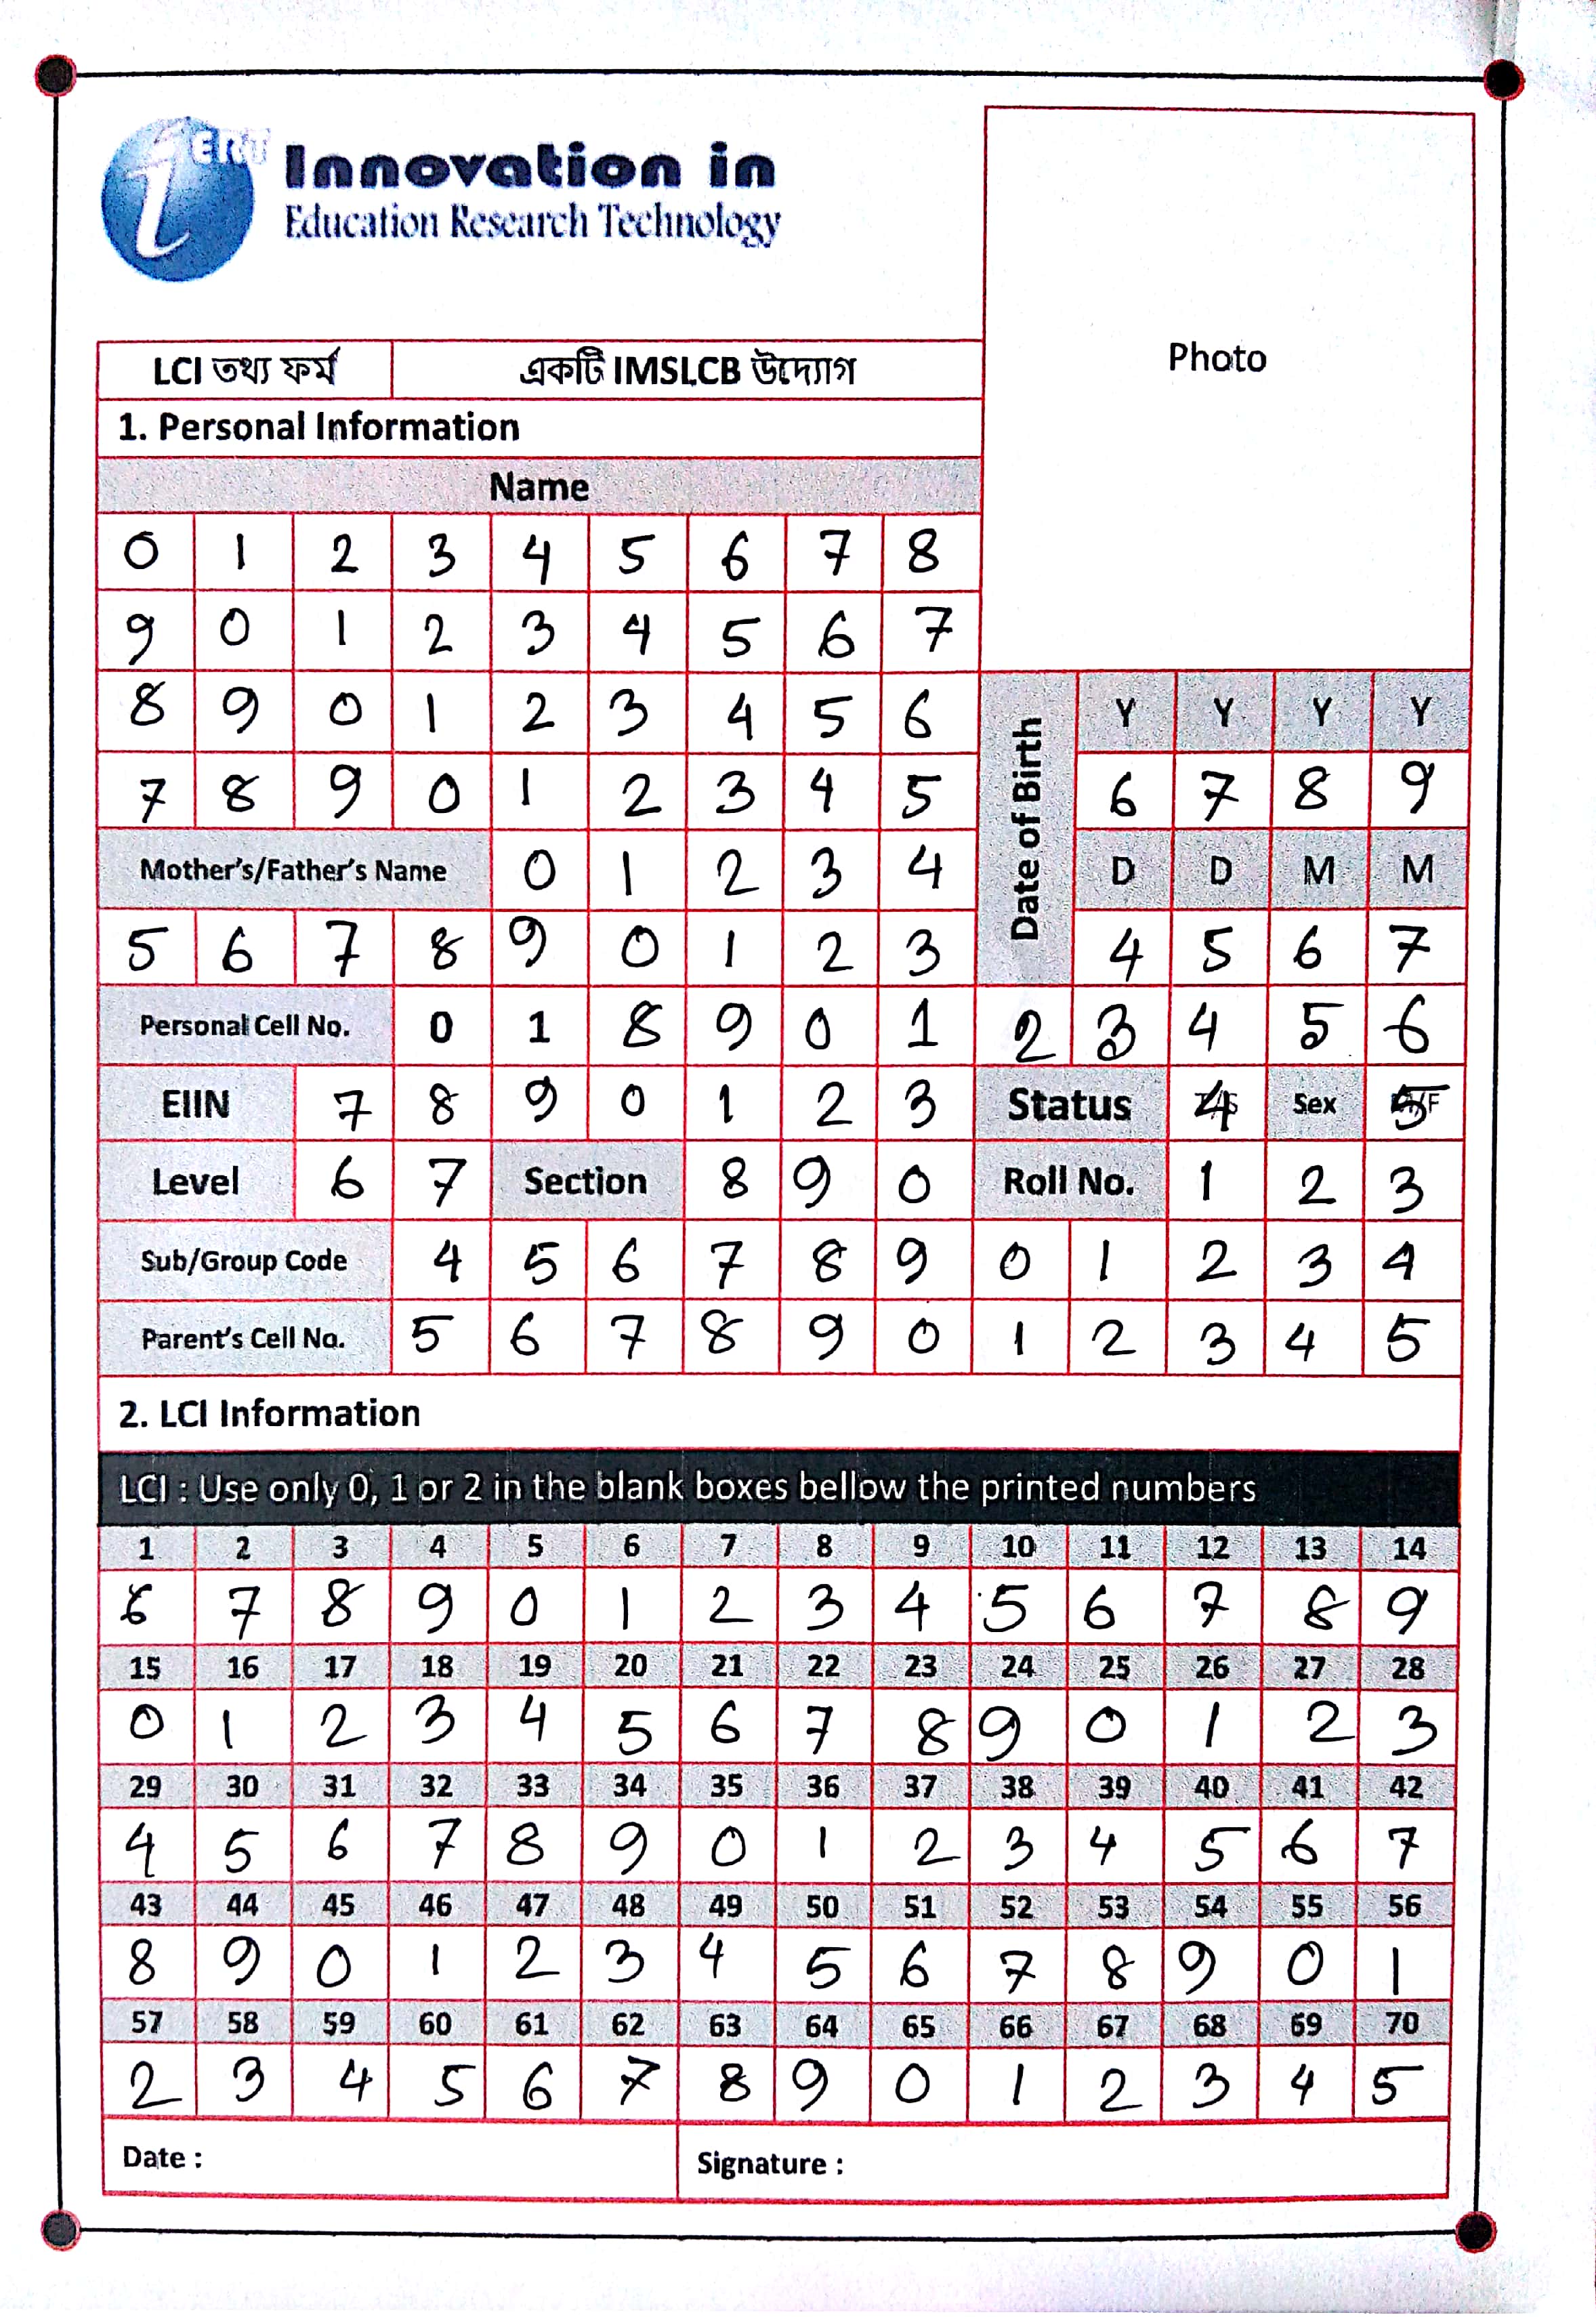 iERT Innovation in
Education Research Technology
Photo
LCI তথ্য ফর্ম একটি IMSLCB উদ্যোগ
1. Personal Information
Name
0 1 2 3 4 5 6 7 8
9 0 1 2 3 4 5 6 7
8 9 0 1 2 3 4 5 6
7 8 9 0 1 2 3 4 5
Date of Birth
Y Y Y Y
6 7 8 9
D D M M
4 5 6 7
Mother's/Father's Name 0 1 2 3 4
5 6 7 8 9 0 1 2 3
Personal Cell No. 0 1 8 9 0 1 2 3 4 5 6
EIIN 7 8 9 0 1 2 3 Status 4 Sex 5
Level 6 7 Section 8 9 0 Roll No. 1 2 3
Sub/Group Code 4 5 6 7 8 9 0 1 2 3 4
Parent's Cell No. 5 6 7 8 9 0 1 2 3 4 5
2. LCI Information
LCI : Use only 0, 1 or 2 in the blank boxes bellow the printed numbers
1 2 3 4 5 6 7 8 9 10 11 12 13 14
6 7 8 9 0 1 2 3 4 5 6 7 8 9
15 16 17 18 19 20 21 22 23 24 25 26 27 28
0 1 2 3 4 5 6 7 8 9 0 1 2 3
29 30 31 32 33 34 35 36 37 38 39 40 41 42
4 5 6 7 8 9 0 1 2 3 4 5 6 7
43 44 45 46 47 48 49 50 51 52 53 54 55 56
8 9 0 1 2 3 4 5 6 7 8 9 0 1
57 58 59 60 61 62 63 64 65 66 67 68 69 70
2 3 4 5 6 7 8 9 0 1 2 3 4 5
Date : Signature :